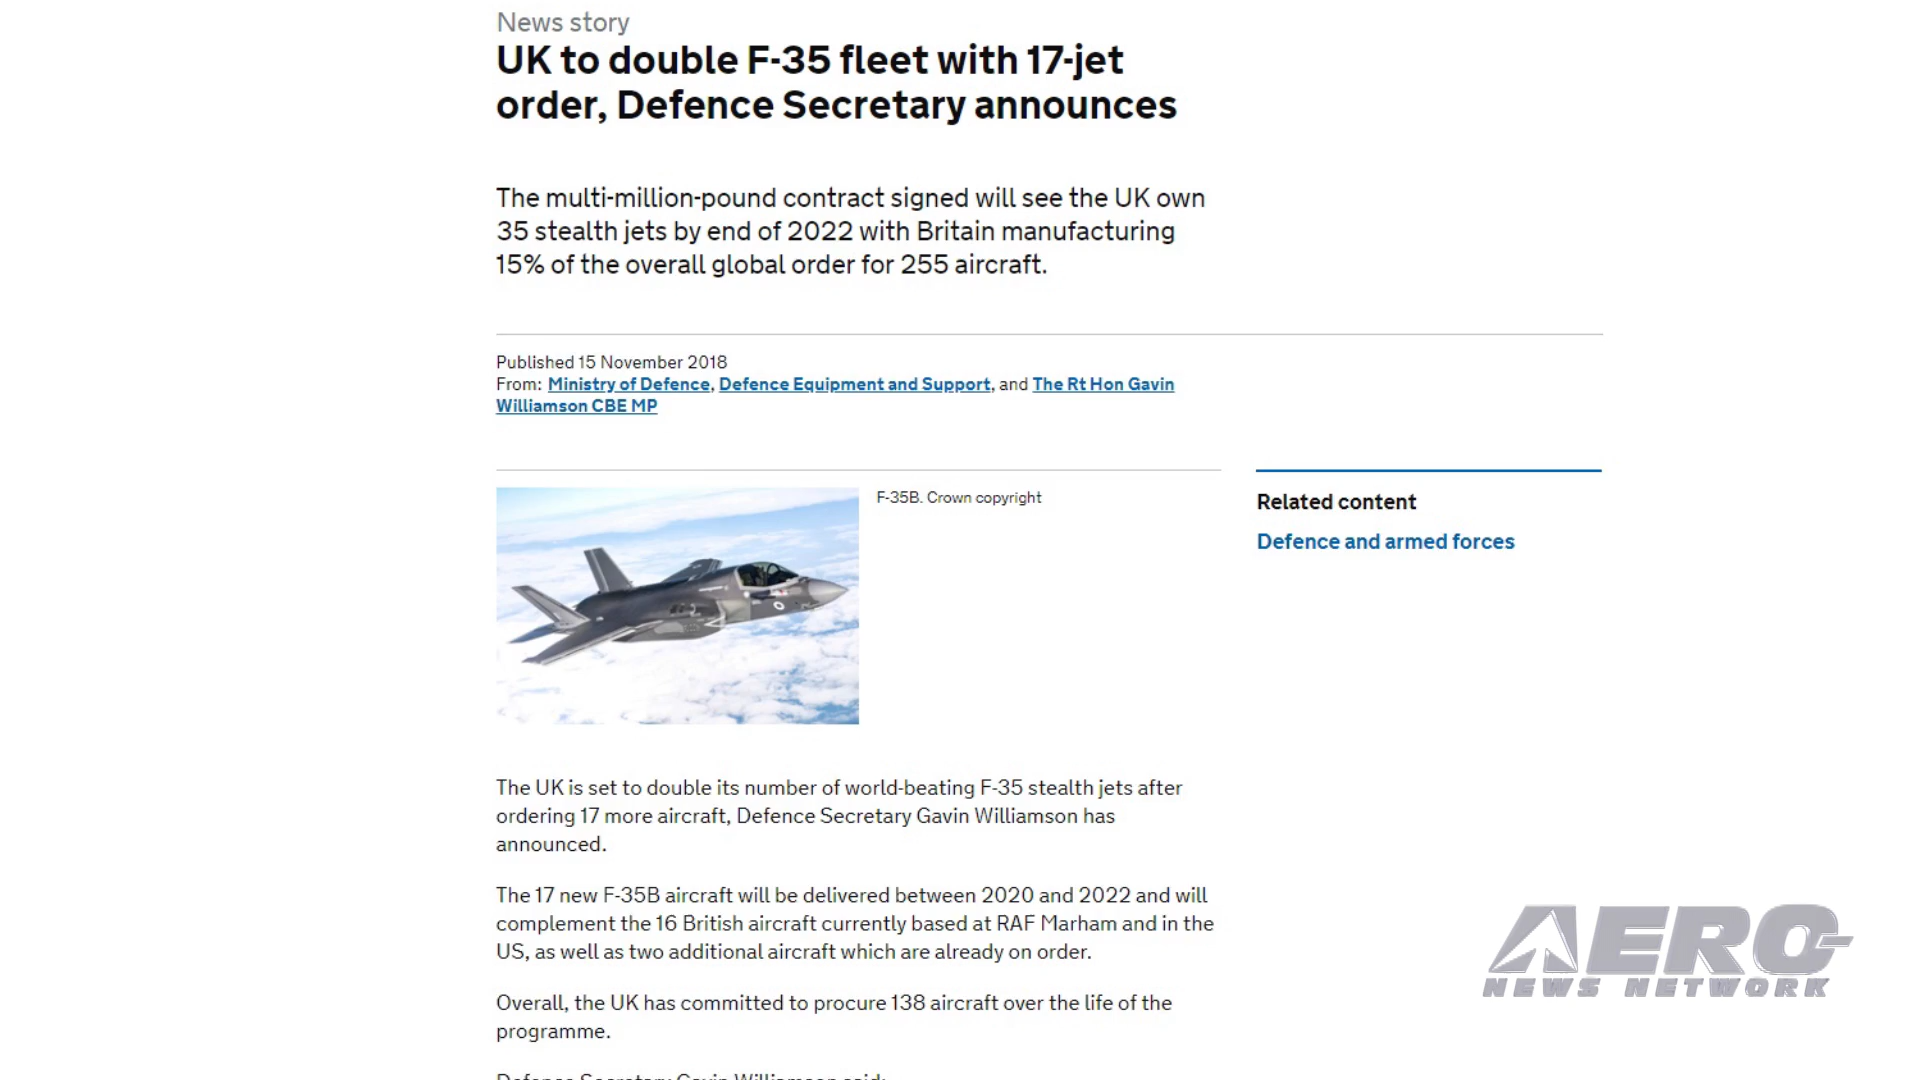 News story
UK to double F-35 fleet with 17-jet
order, Defence Secretary announces
The multi-million-pound contract signed will see the UK own
35 stealth jets by end of 2022 with Britain manufacturing
15% of the overall global order for 255 aircraft.
Published 15 November 2018
From: Ministry of Defence, Defence Equipment and Support, and The Rt Hon Gavin
Williamson CBE MP
F-35B. Crown copyright
Related content
Defence and armed forces
The UK is set to double its number of world-beating F-35 stealth jets after
ordering 17 more aircraft, Defence Secretary Gavin Williamson has
announced.
The 17 new F-35B aircraft will be delivered between 2020 and 2022 and will
complement the 16 British aircraft currently based at RAF Marham and in the
US, as well as two additional aircraft which are already on order.
Overall, the UK has committed to procure 138 aircraft over the life of the
programme.
Defence Secretary Gavin Williamson said:
AERO-
NEWS NETWORK